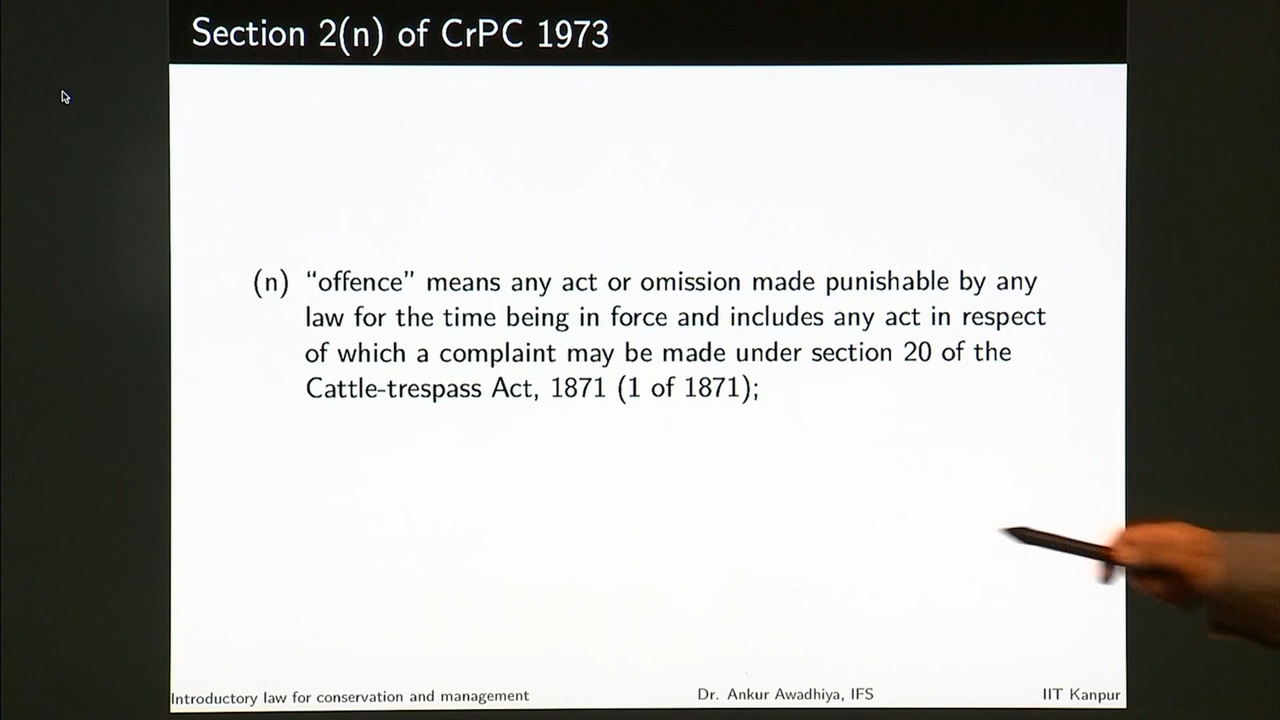 Section 2(n) of CrPC 1973
(n) “offence” means any act or omission made punishable by any
law for the time being in force and includes any act in respect
of which a complaint may be made under section 20 of the
Cattle-trespass Act, 1871 (1 of 1871);
Introductory law for conservation and management Dr. Ankur Awadhiya, IFS IIT Kanpur